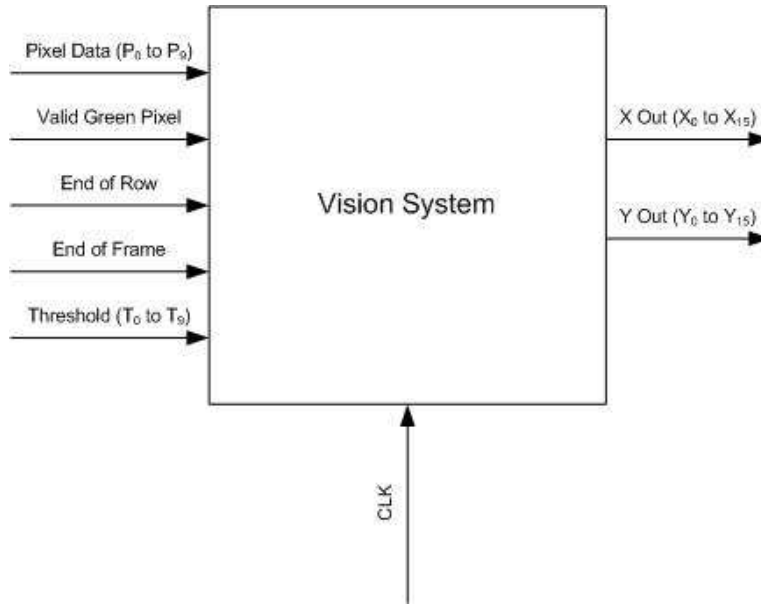 Pixel Data (P₀ to P₉)
Valid Green Pixel
End of Row
End of Frame
Threshold (T₀ to T₉)
Vision System
X Out (X₀ to X₁₅)
Y Out (Y₀ to Y₁₅)
CLK